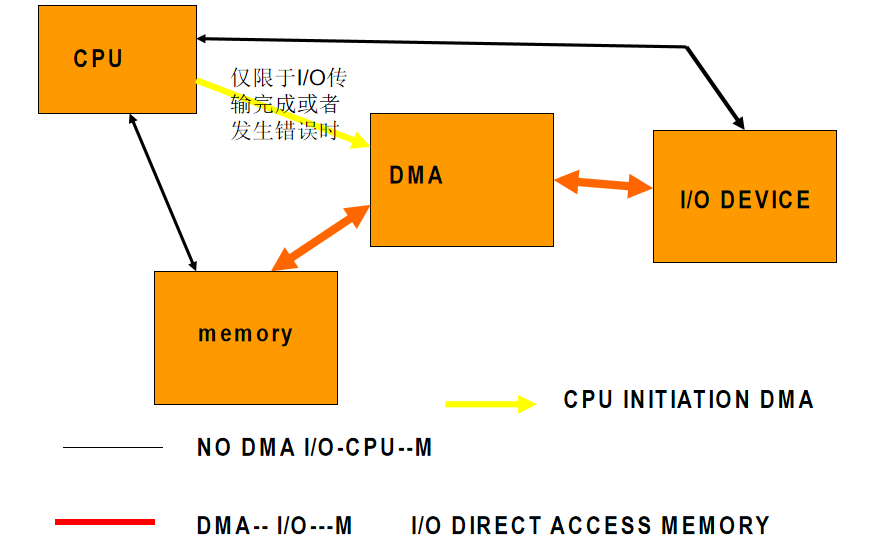 CPU
仅限于I/O传
输完成或者
发生错误时
DMA
I/O DEVICE
memory
CPU INITIATION DMA
NO DMA I/O-CPU--M
DMA-- I/O---M I/O DIRECT ACCESS MEMORY